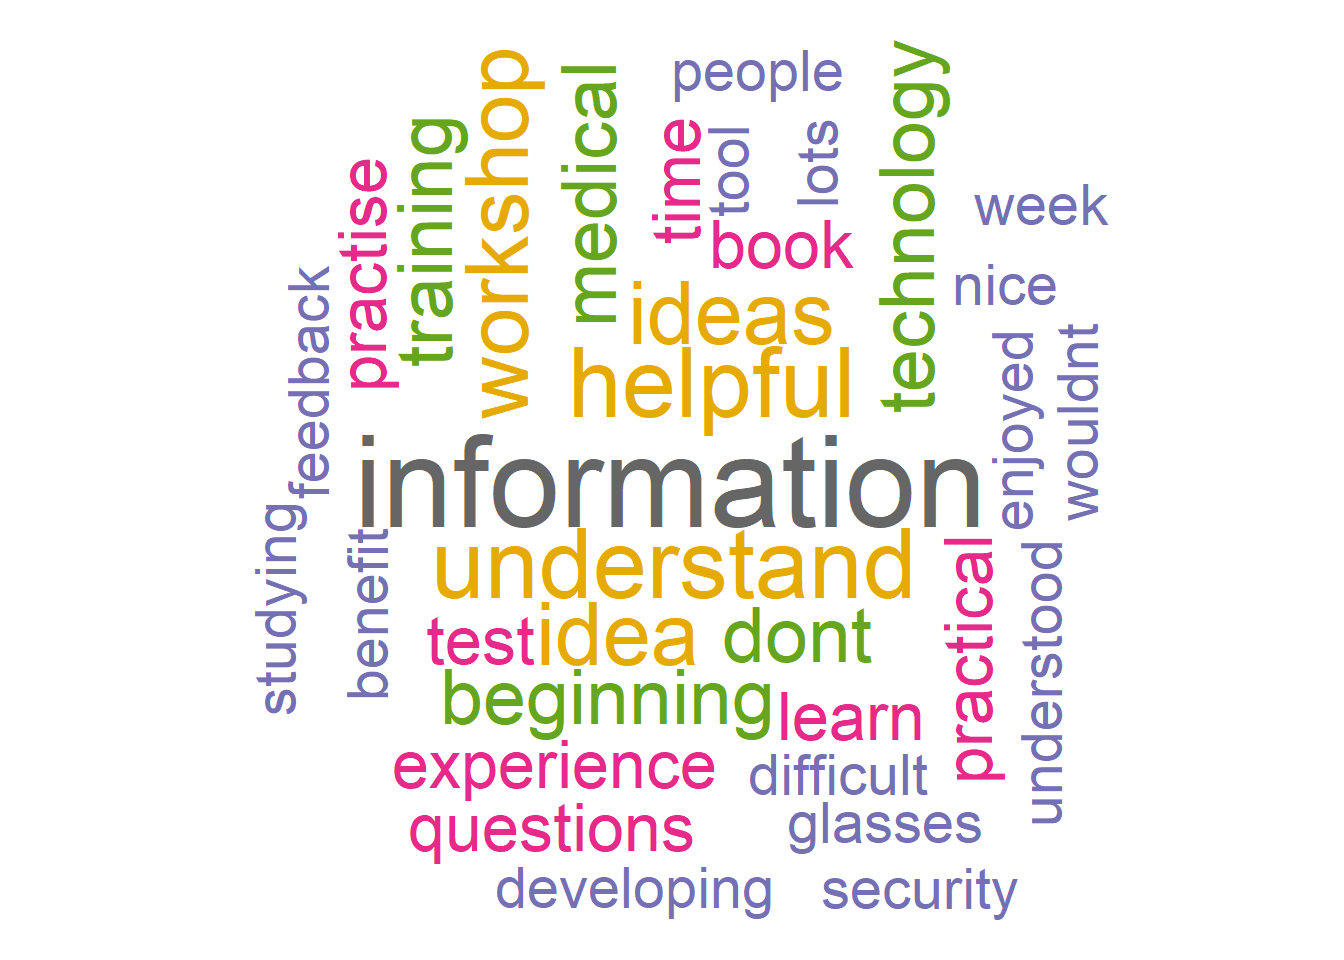 people
workshop
medical
technology
training
time
tool
lots
practise
week
book
nice
ideas
feedback
helpful
enjoyed
wouldnt
information
studying
benefit
understand
practical
understood
test
idea
dont
beginning
learn
experience
difficult
questions
glasses
developing
security